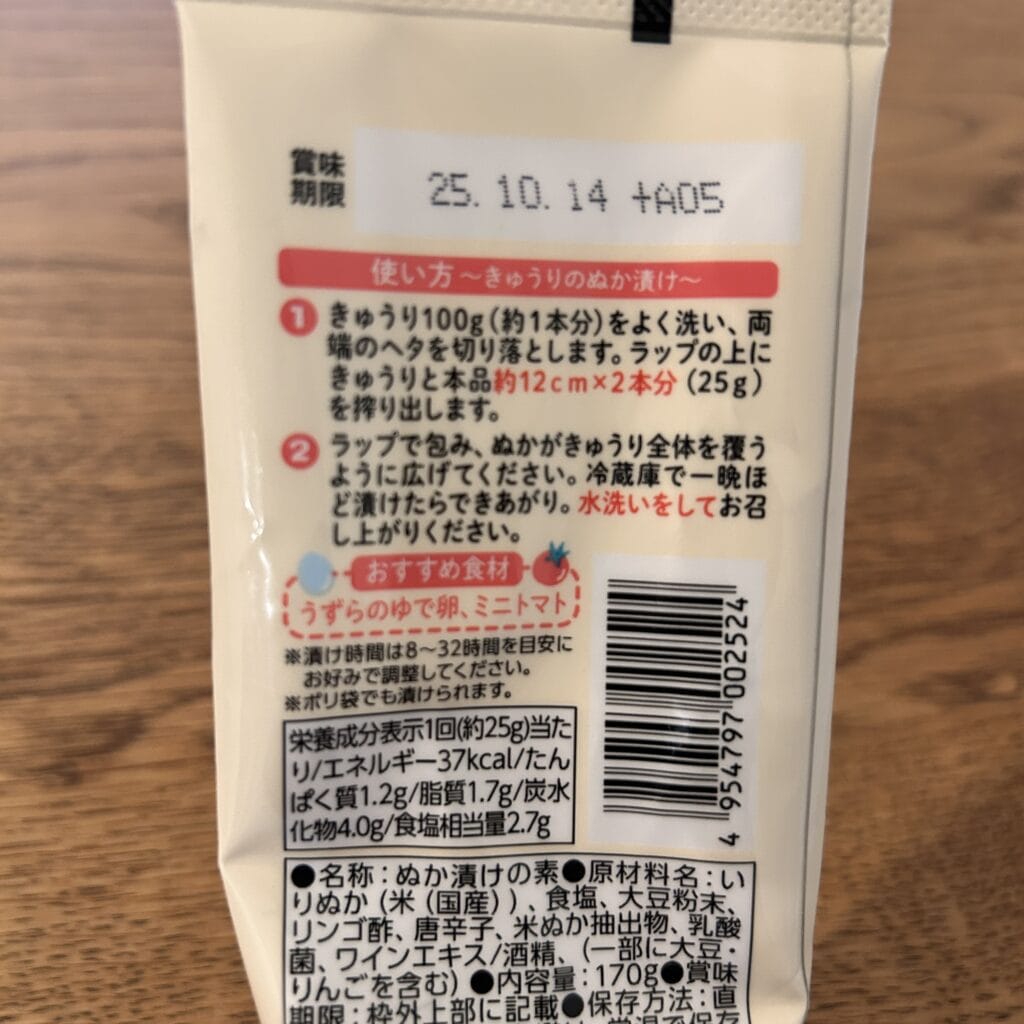 賞味
期限
25.10.14 +A05
使い方 〜きゅうりのぬか漬け〜
1 きゅうり100g(約1本分)をよく洗い、両
端のヘタを切り落とします。ラップの上に
きゅうりと本品約12cm×2本分(25g)
を搾り出します。
2 ラップで包み、ぬかがきゅうり全体を覆う
ように広げてください。冷蔵庫で一晩ほ
ど漬けたらできあがり。水洗いをしてお召
し上がりください。
おすすめ食材
うずらのゆで卵、ミニトマト
※漬け時間は8〜32時間を目安に
お好みで調整してください。
※ポリ袋でも漬けられます。
栄養成分表示1回(約25g)当た
り/エネルギー37kcal/たん
ぱく質1.2g/脂質1.7g/炭水
化物4.0g/食塩相当量2.7g
4 954797 002524
●名称:ぬか漬けの素●原材料名:い
りぬか(米(国産))、食塩、大豆粉末、
リンゴ酢、唐辛子、米ぬか抽出物、乳酸
菌、ワインエキス/酒精、(一部に大豆・
りんごを含む)●内容量:170g●賞味
期限:枠外上部に記載●保存方法:直